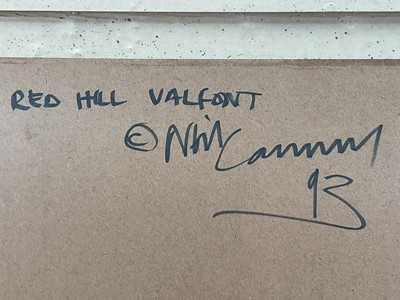 RED HILL VALFONT
© Neil Canning
93